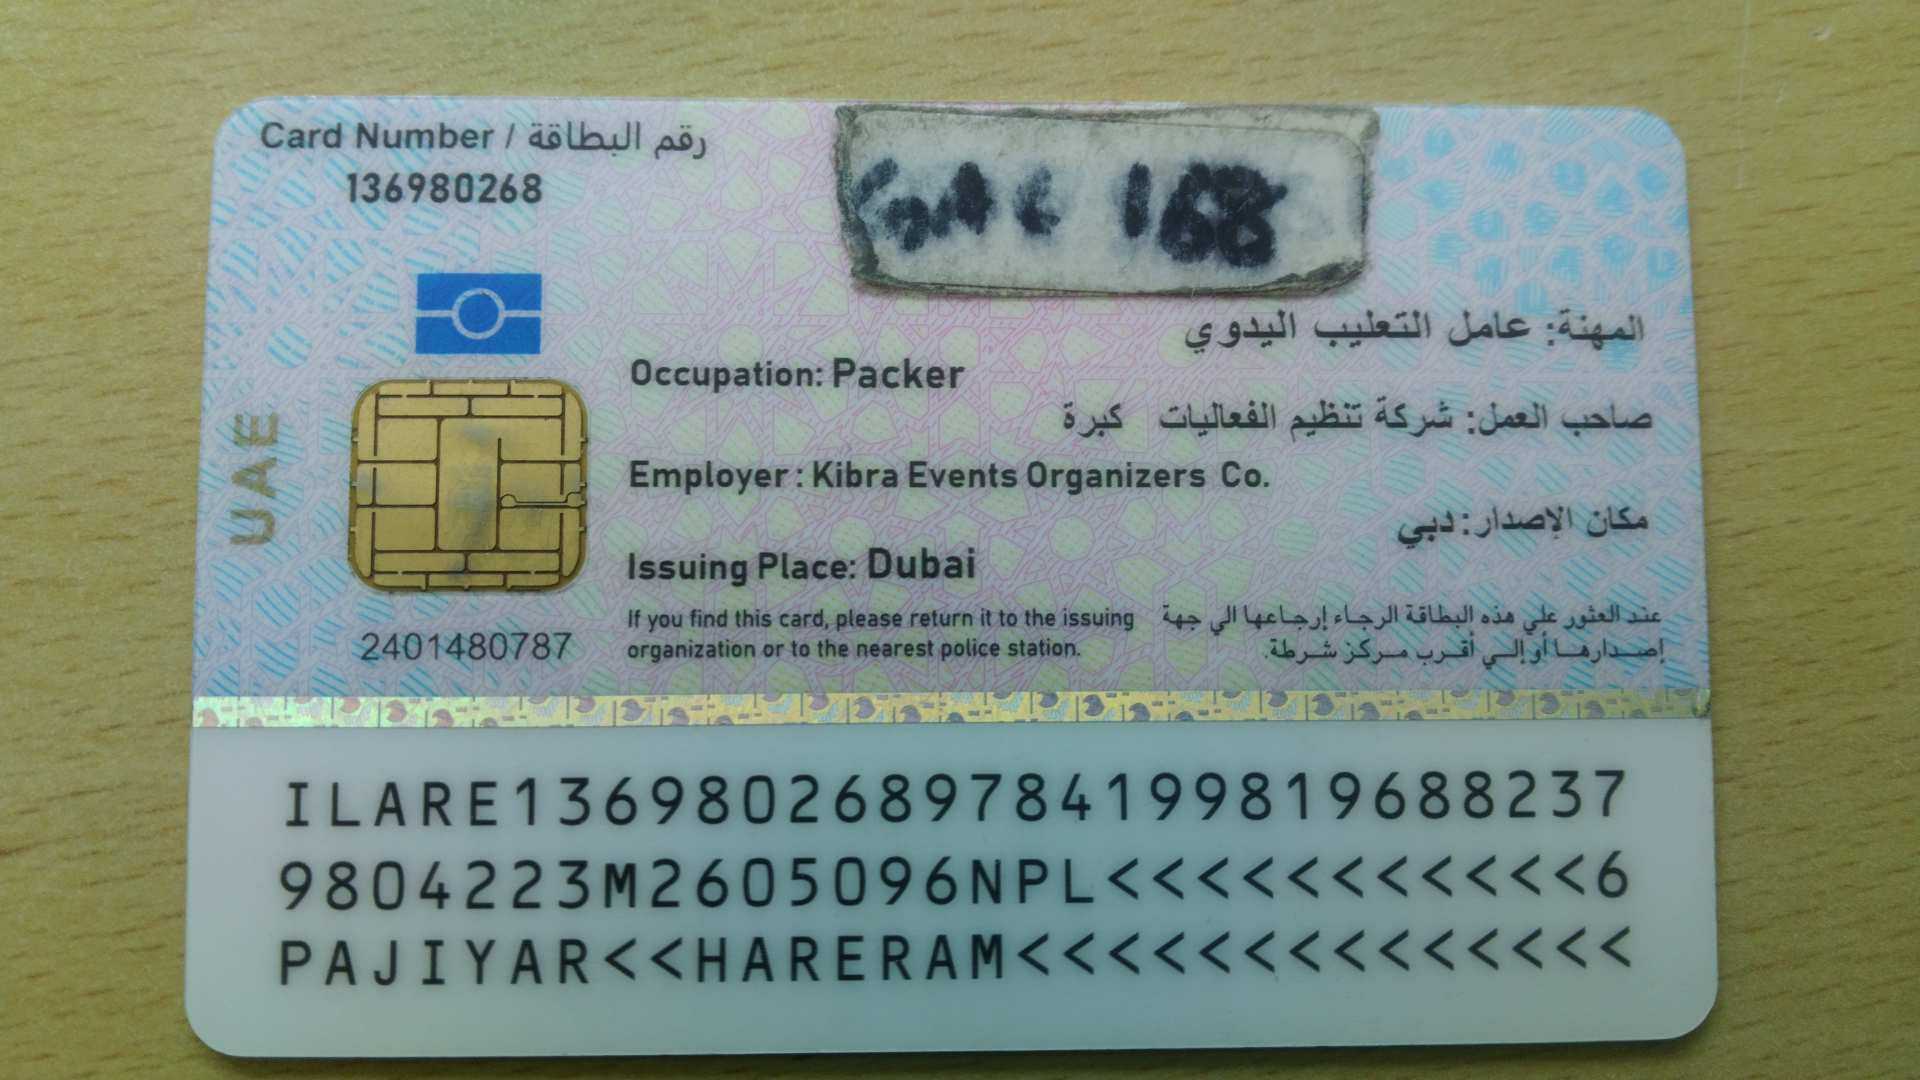 Card Number / رقم البطاقة
136980268
المهنة: عامل التعليب اليدوي
Occupation: Packer
صاحب العمل: شركة تنظيم الفعاليات كبرة
Employer : Kibra Events Organizers Co.
مكان الإصدار: دبي
Issuing Place: Dubai
UAE
If you find this card, please return it to the issuing
organization or to the nearest police station.
عند العثور علي هذه البطاقة الرجاء إرجاعها الي جهة
إصدارها أو إلي أقرب مركز شرطة.
2401480787
ILARE1369802689784199819688237
9804223M2605096NPL<<<<<<<<<<<6
PAJIYAR<<HARERAM<<<<<<<<<<<<<<